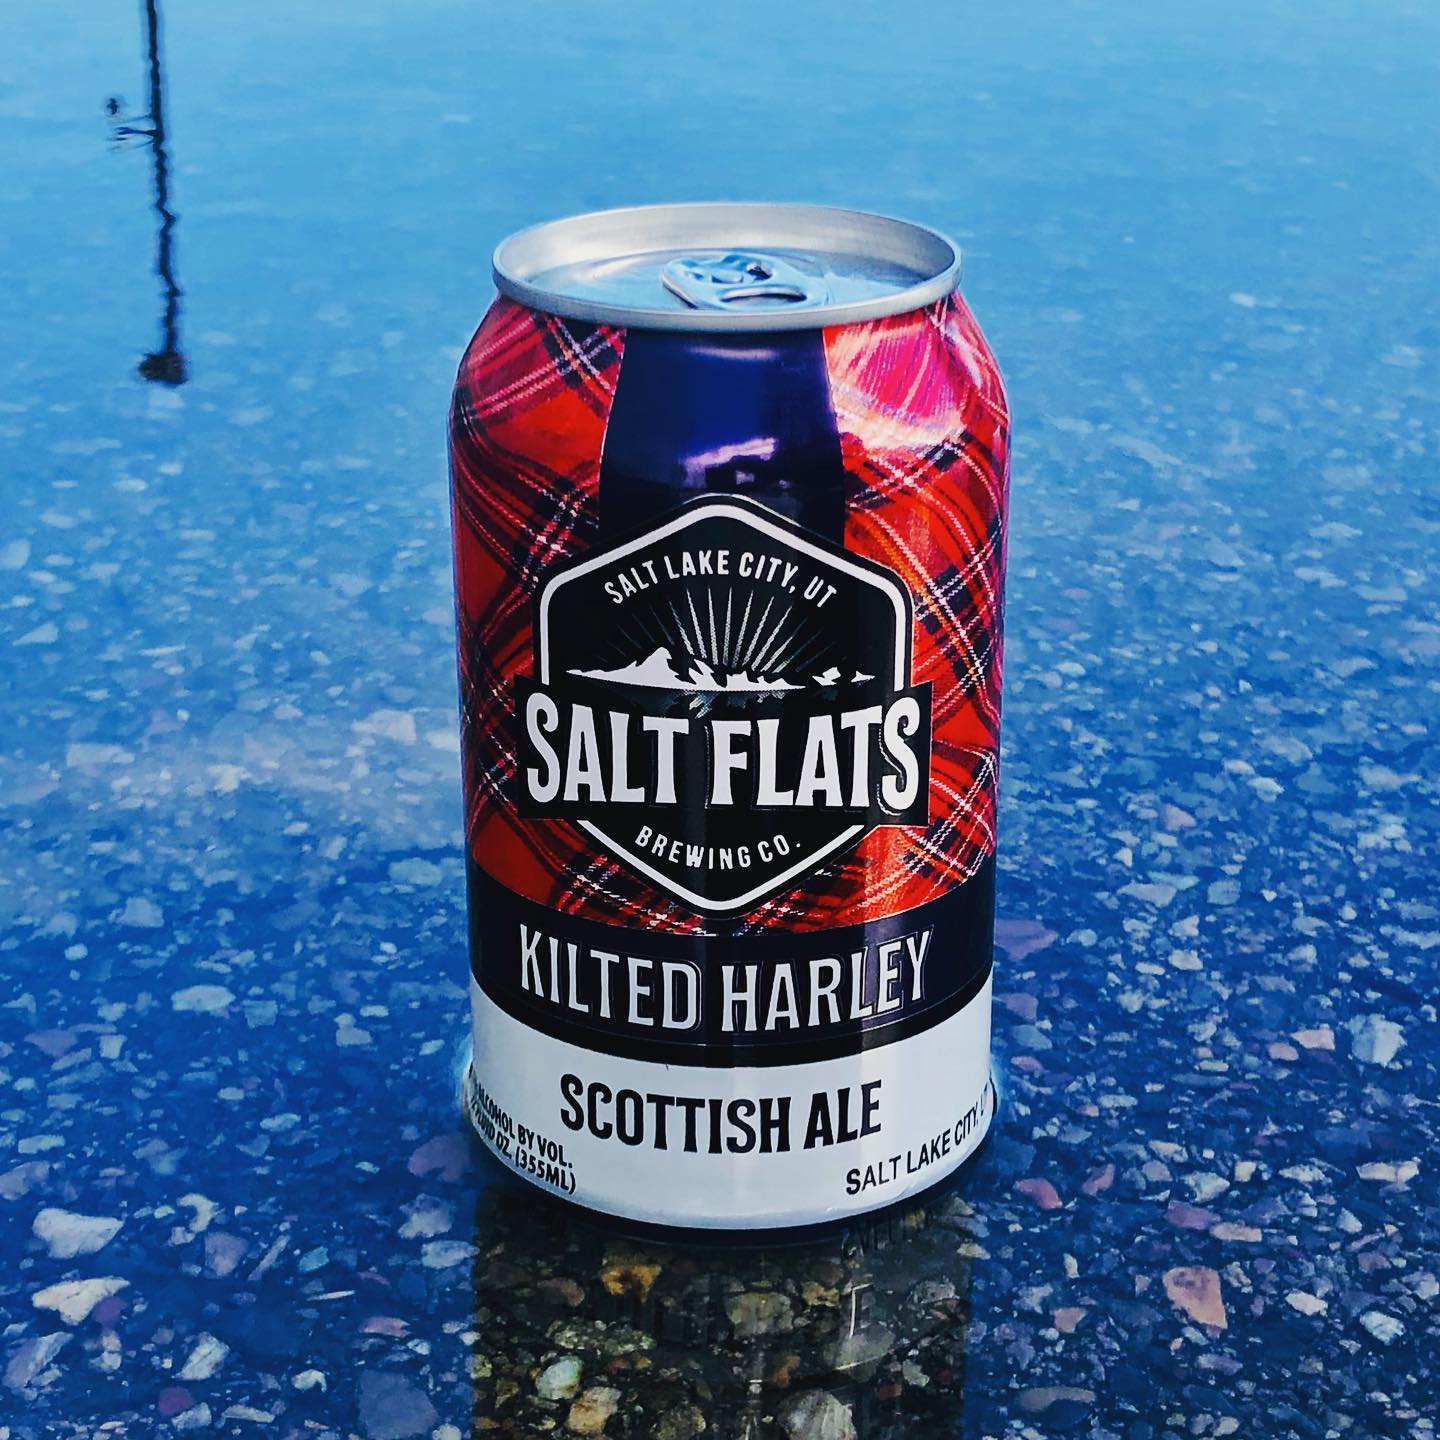 SALT LAKE CITY, UT
SALT FLATS
BREWING CO.
KILTED HARLEY
SCOTTISH ALE
ALCOHOL BY VOL.
FLUID OZ. (355ML)
SALT LAKE CITY,